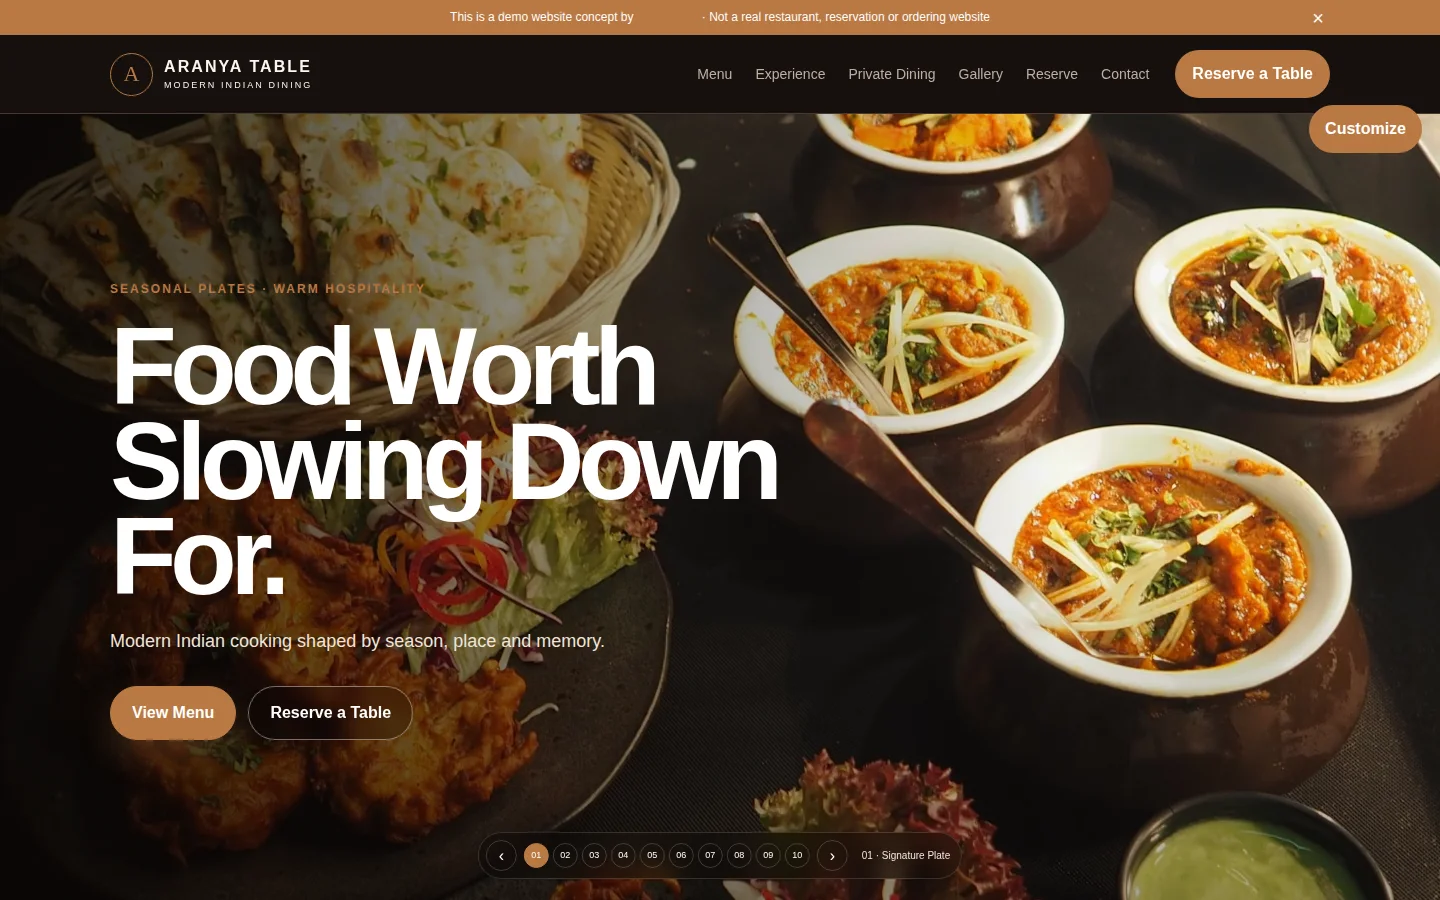 This is a demo website concept by · Not a real restaurant, reservation or ordering website ✕
A ARANYA TABLE
MODERN INDIAN DINING
Menu Experience Private Dining Gallery Reserve Contact Reserve a Table
Customize
SEASONAL PLATES · WARM HOSPITALITY
Food Worth
Slowing Down
For.
Modern Indian cooking shaped by season, place and memory.
View Menu Reserve a Table
‹ 01 02 03 04 05 06 07 08 09 10 › 01 · Signature Plate